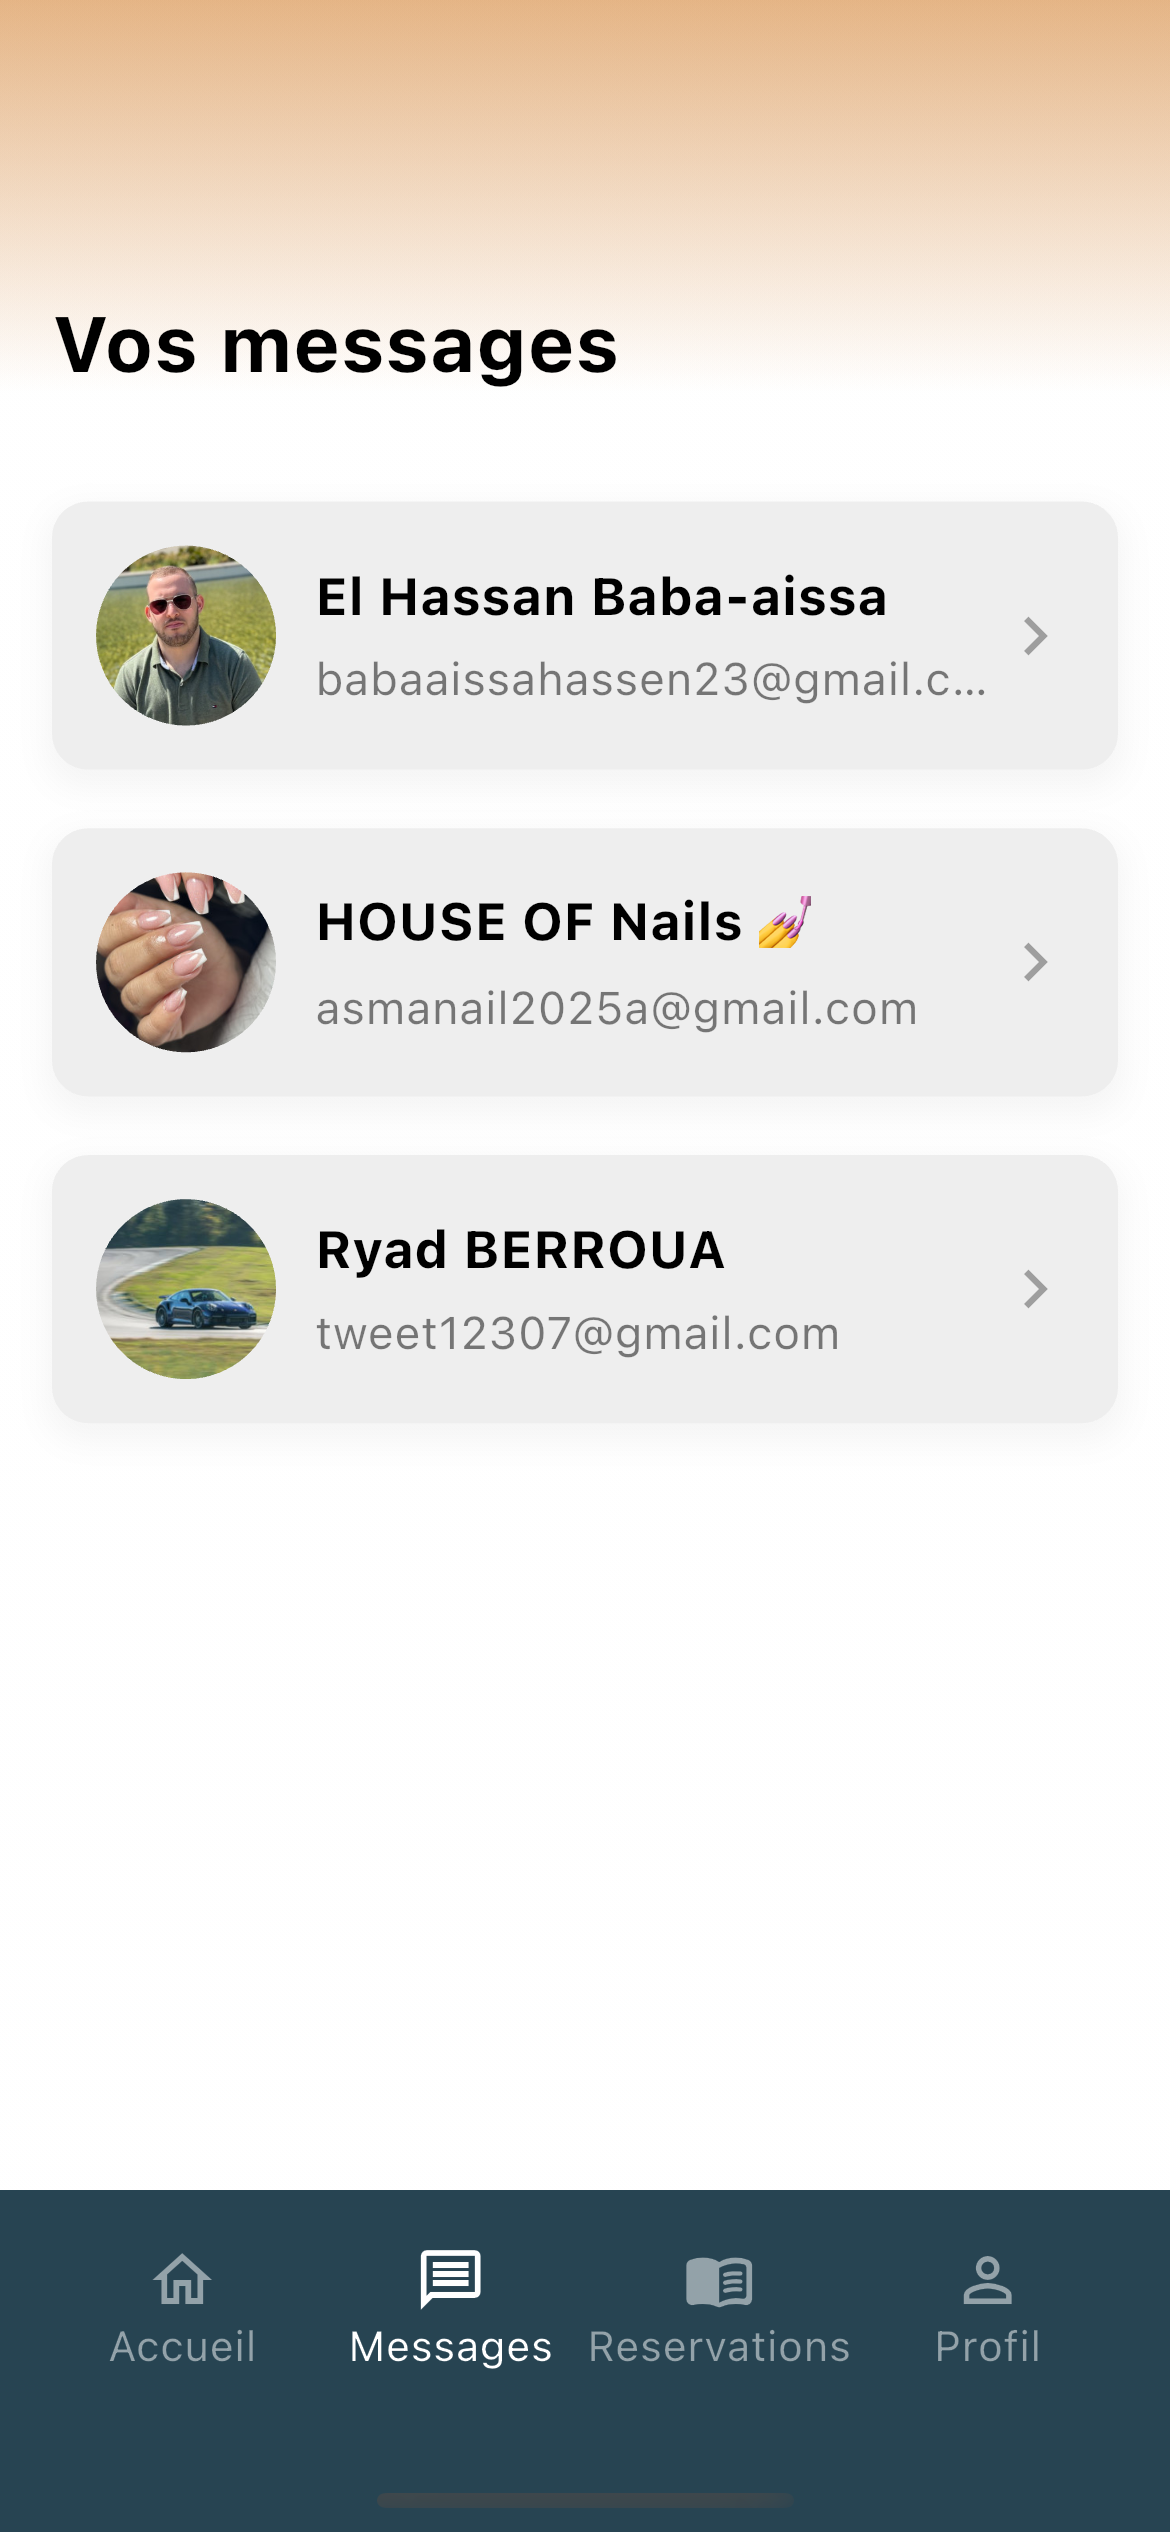 Vos messages
El Hassan Baba-aissa
babaaissahassen23@gmail.c...
HOUSE OF Nails 💅
asmanail2025a@gmail.com
Ryad BERROUA
tweet12307@gmail.com
Accueil
Messages
Reservations
Profil